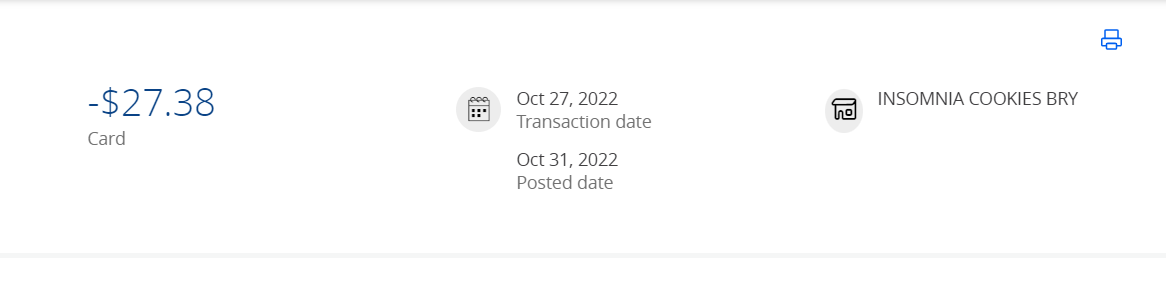 -$27.38
Card
Oct 27, 2022
Transaction date
Oct 31, 2022
Posted date
INSOMNIA COOKIES BRY